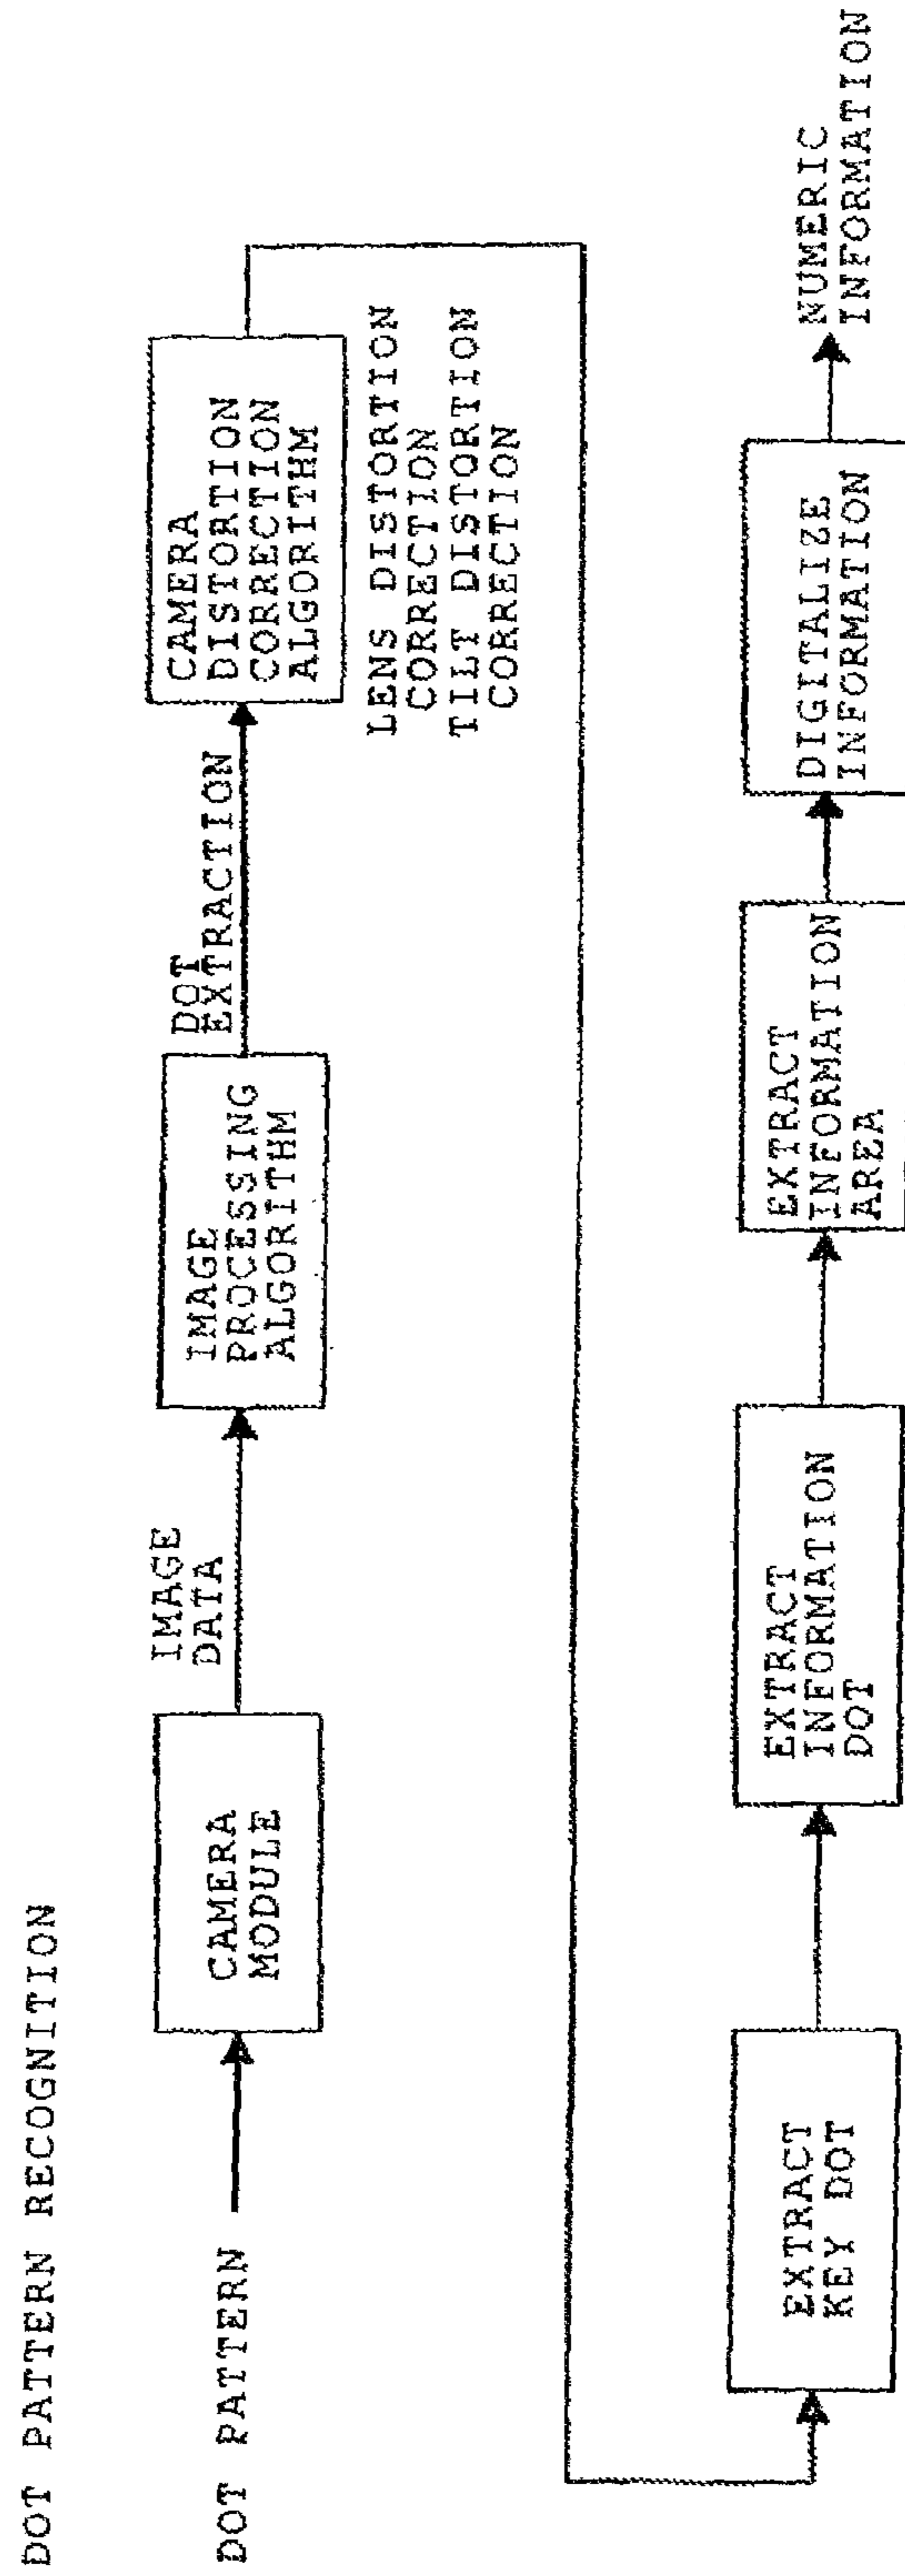 DOT PATTERN RECOGNITION
DOT PATTERN
CAMERA
MODULE
IMAGE
DATA
IMAGE
PROCESSING
ALGORITHM
DOT
EXTRACTION
CAMERA
DISTORTION
CORRECTION
ALGORITHM
LENS DISTORTION
CORRECTION
TILT DISTORTION
CORRECTION
EXTRACT
KEY DOT
EXTRACT
INFORMATION
DOT
EXTRACT
INFORMATION
AREA
DIGITALIZE
INFORMATION
NUMERIC
INFORMATION